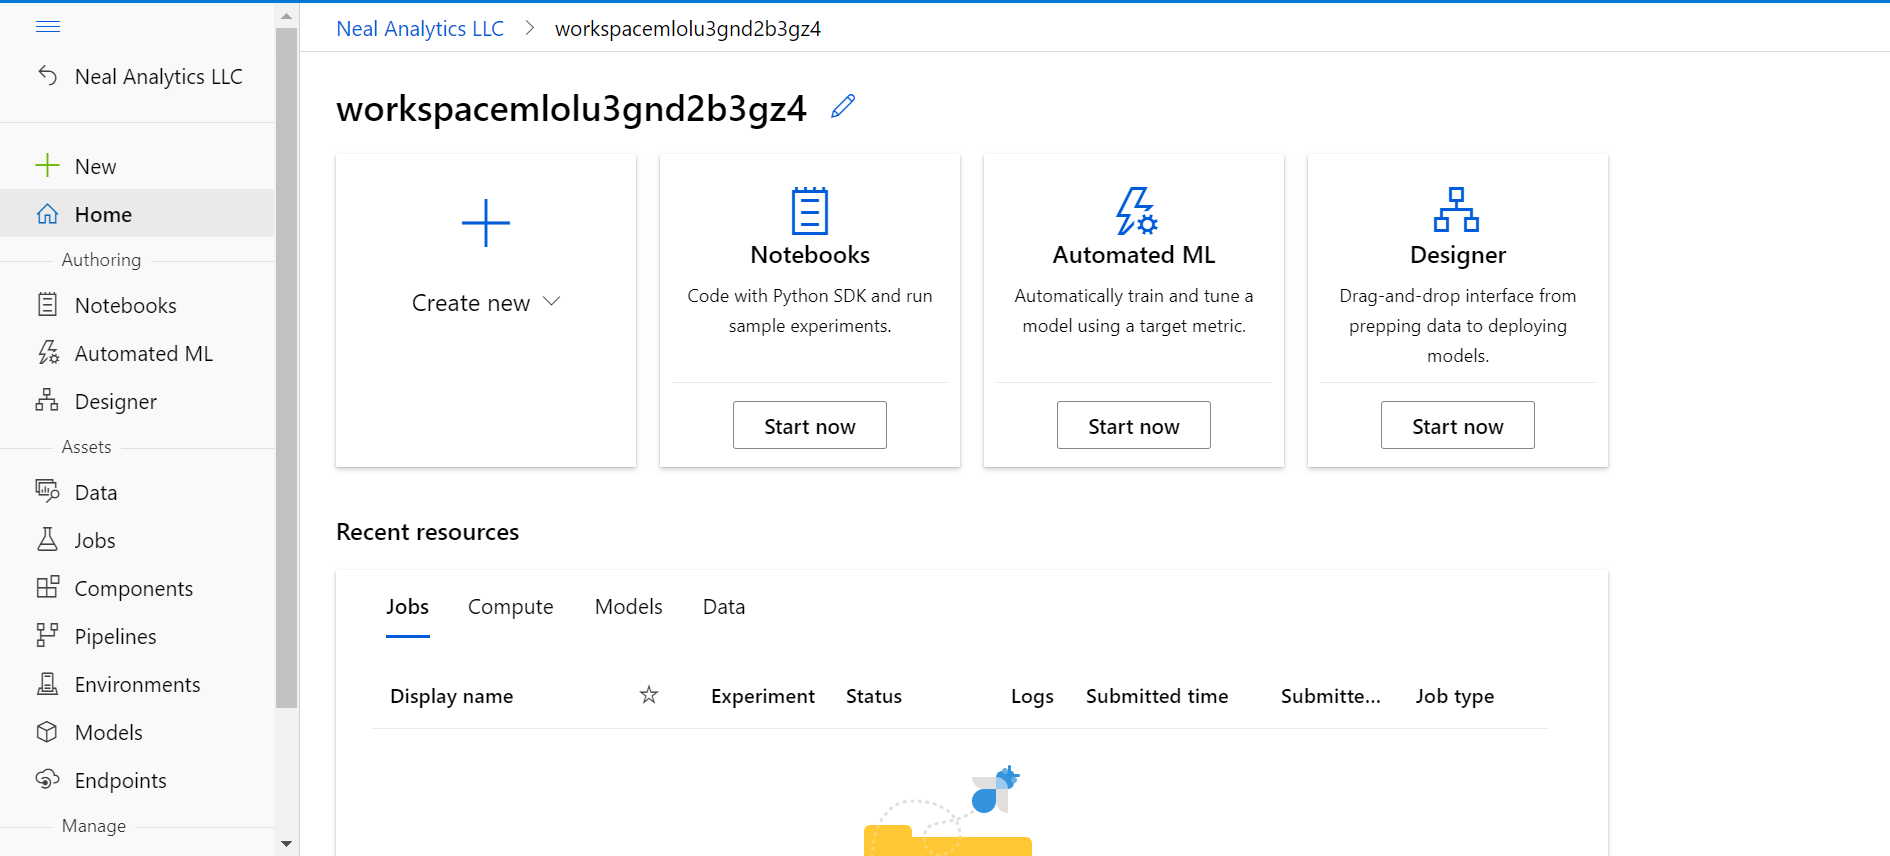 Neal Analytics LLC
New
Home
Authoring
Notebooks
Automated ML
Designer
Assets
Data
Jobs
Components
Pipelines
Environments
Models
Endpoints
Manage
Neal Analytics LLC > workspacemlolu3gnd2b3gz4
workspacemlolu3gnd2b3gz4
Create new
Notebooks
Code with Python SDK and run
sample experiments.
Start now
Automated ML
Automatically train and tune a
model using a target metric.
Start now
Designer
Drag-and-drop interface from
prepping data to deploying
models.
Start now
Recent resources
Jobs Compute Models Data
Display name Experiment Status Logs Submitted time Submitte... Job type